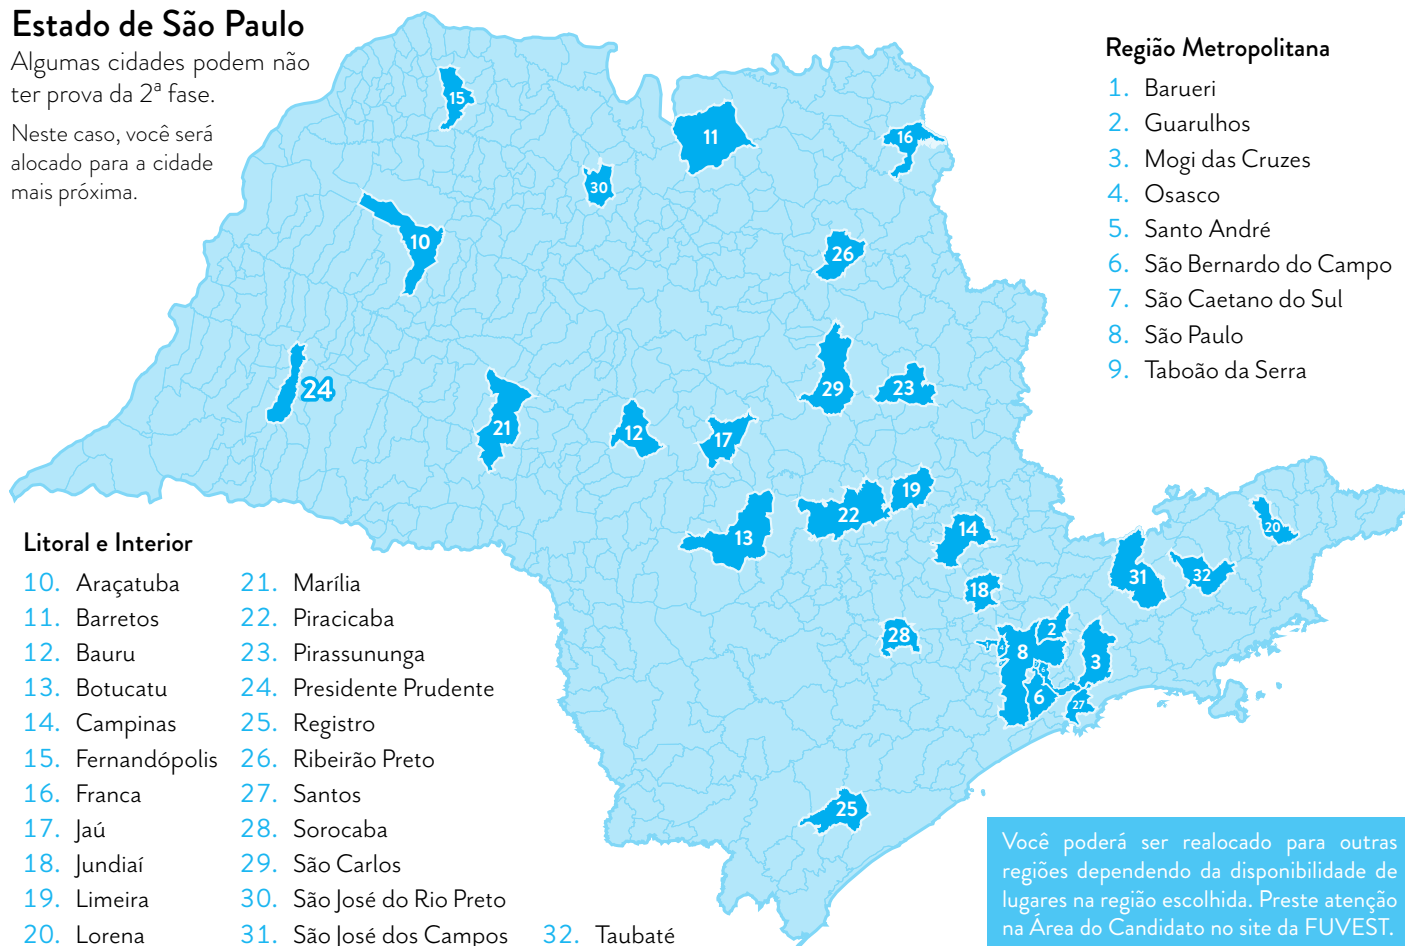 Estado de São Paulo
Algumas cidades podem não
ter prova da 2ª fase.
Neste caso, você será
alocado para a cidade
mais próxima.
Região Metropolitana
1. Barueri
2. Guarulhos
3. Mogi das Cruzes
4. Osasco
5. Santo André
6. São Bernardo do Campo
7. São Caetano do Sul
8. São Paulo
9. Taboão da Serra
15
11
16
30
10
26
24
29
23
21
12
17
19
22
13
14
20
31
32
18
28
2
4
8
3
6
6
27
25
Litoral e Interior
10. Araçatuba
11. Barretos
12. Bauru
13. Botucatu
14. Campinas
15. Fernandópolis
16. Franca
17. Jaú
18. Jundiaí
19. Limeira
20. Lorena
21. Marília
22. Piracicaba
23. Pirassununga
24. Presidente Prudente
25. Registro
26. Ribeirão Preto
27. Santos
28. Sorocaba
29. São Carlos
30. São José do Rio Preto
31. São José dos Campos
32. Taubaté
Você poderá ser realocado para outras
regiões dependendo da disponibilidade de
lugares na região escolhida. Preste atenção
na Área do Candidato no site da FUVEST.